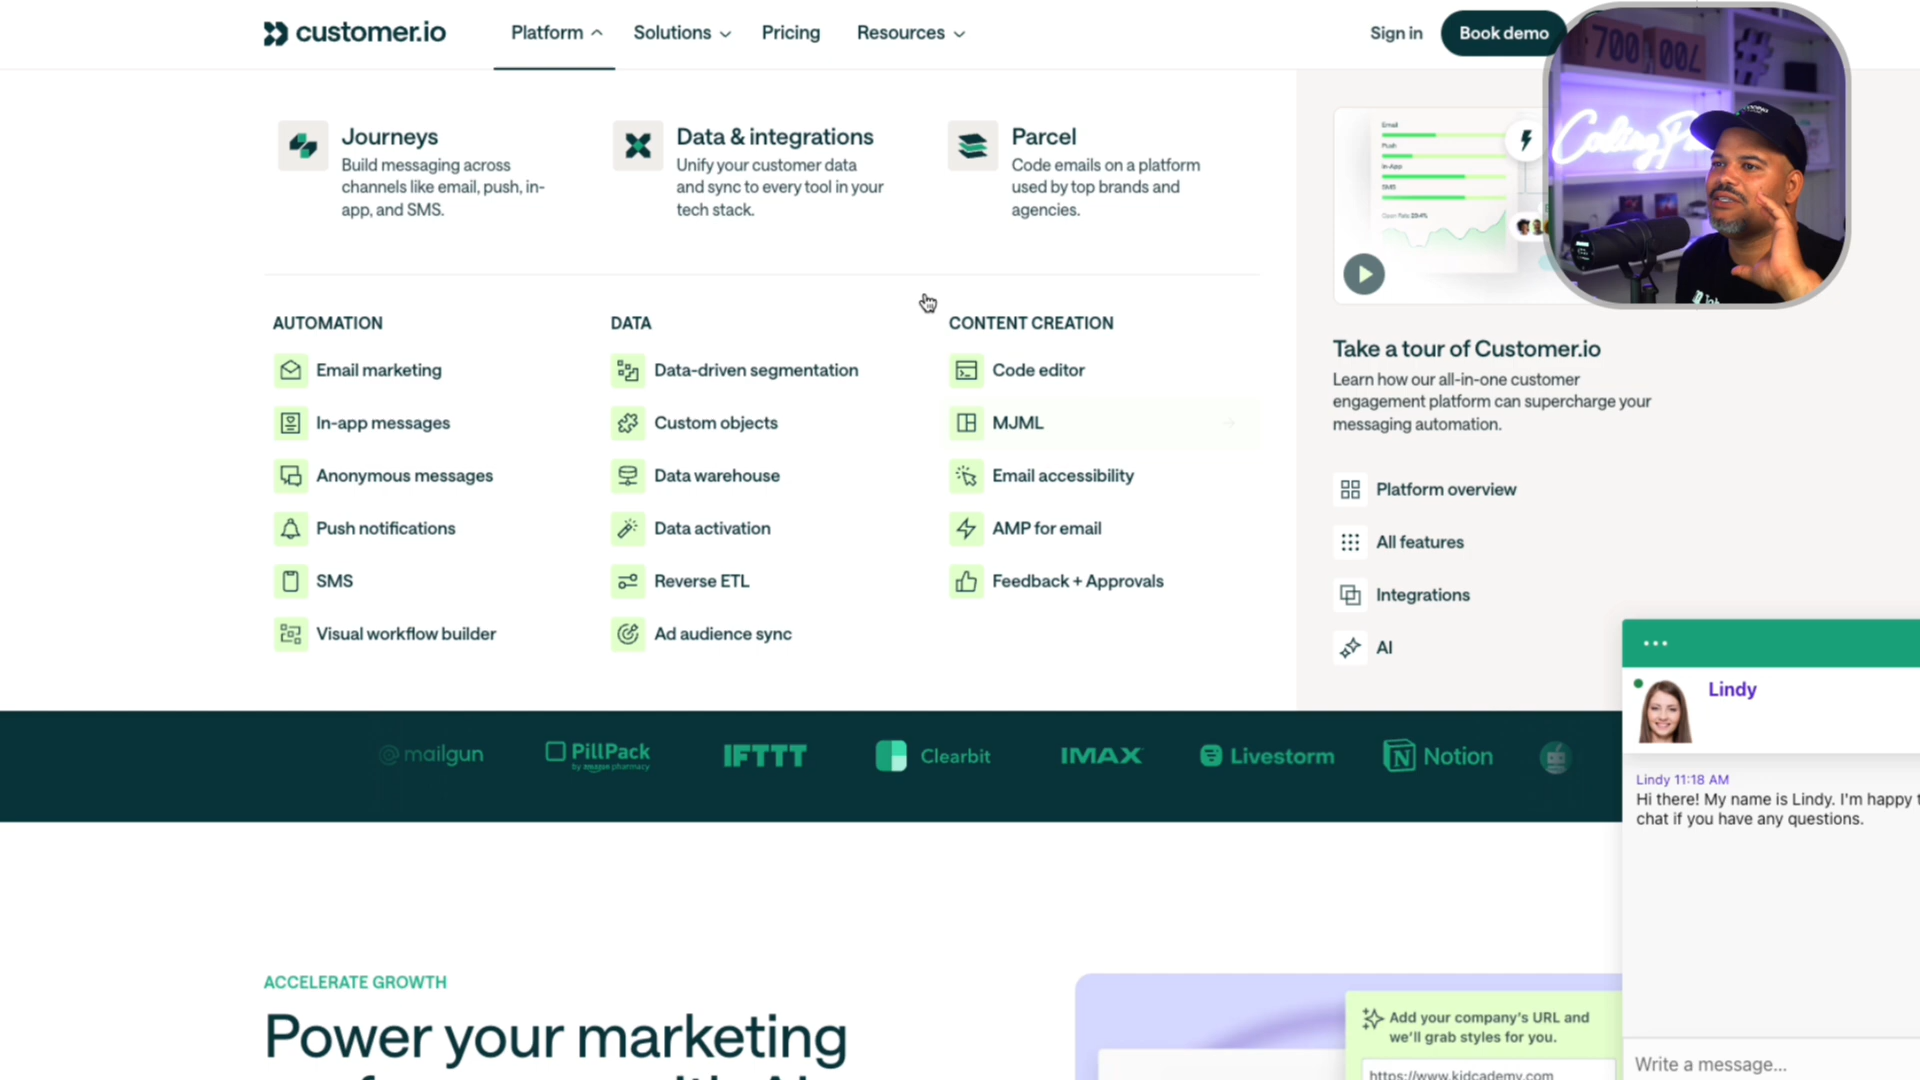 customer.io
Platform
Solutions
Pricing
Resources
Sign in
Book demo
Journeys
Build messaging across
channels like email, push, in-
app, and SMS.
Data & integrations
Unify your customer data
and sync to every tool in your
tech stack.
Parcel
Code emails on a platform
used by top brands and
agencies.
Email
Push
In-App
SMS
AUTOMATION
Email marketing
In-app messages
Anonymous messages
Push notifications
SMS
Visual workflow builder
DATA
Data-driven segmentation
Custom objects
Data warehouse
Data activation
Reverse ETL
Ad audience sync
CONTENT CREATION
Code editor
MJML
Email accessibility
AMP for email
Feedback + Approvals
Take a tour of Customer.io
Learn how our all-in-one customer
engagement platform can supercharge your
messaging automation.
Platform overview
All features
Integrations
AI
mailgun
PillPack
by amazon pharmacy
IFTTT
Clearbit
IMAX
Livestorm
Notion
Lindy
Lindy 11:18 AM
Hi there! My name is Lindy. I'm happy t
chat if you have any questions.
Write a message...
ACCELERATE GROWTH
Power your marketing
Add your company's URL and
we'll grab styles for you.
https://www.kidcademy.com